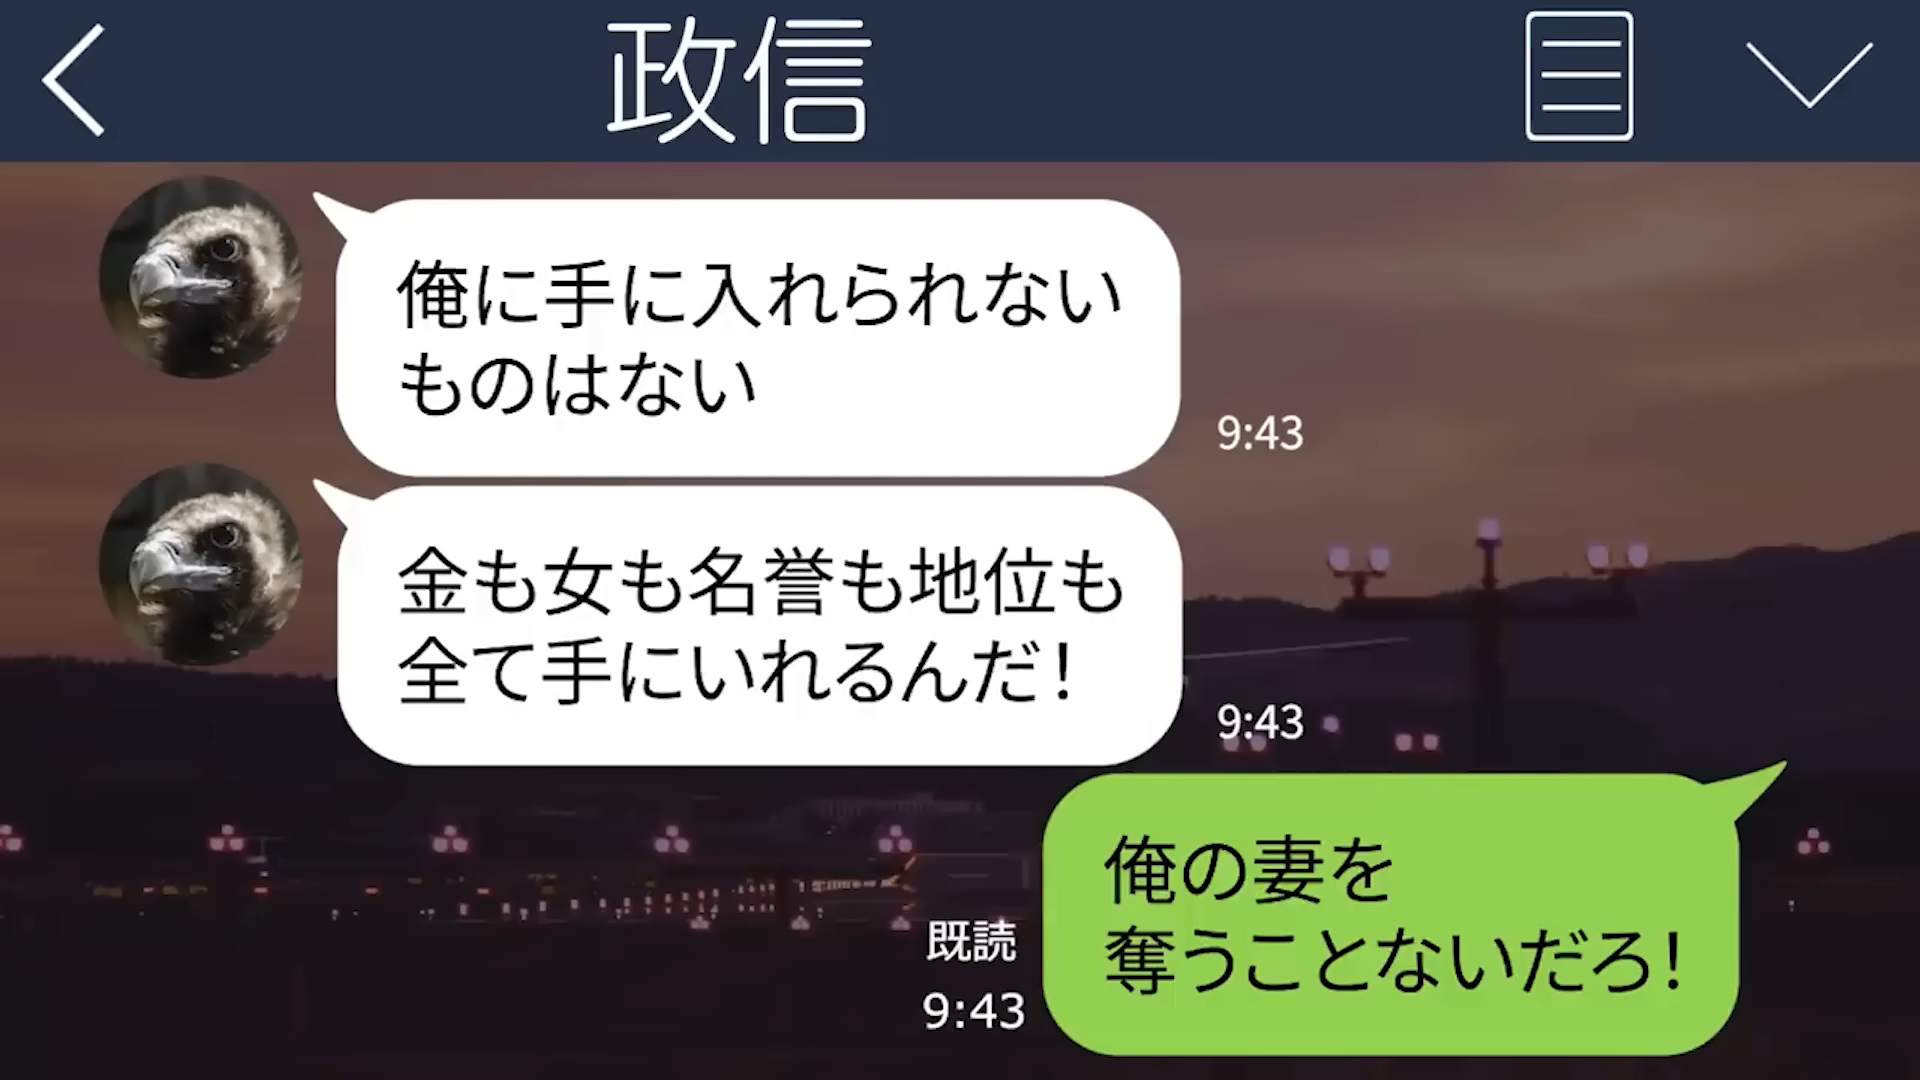 政信
俺に手に入れられない
ものはない
9:43
金も女も名誉も地位も
全て手にいれるんだ！
9:43
俺の妻を
奪うことないだろ！
既読
9:43